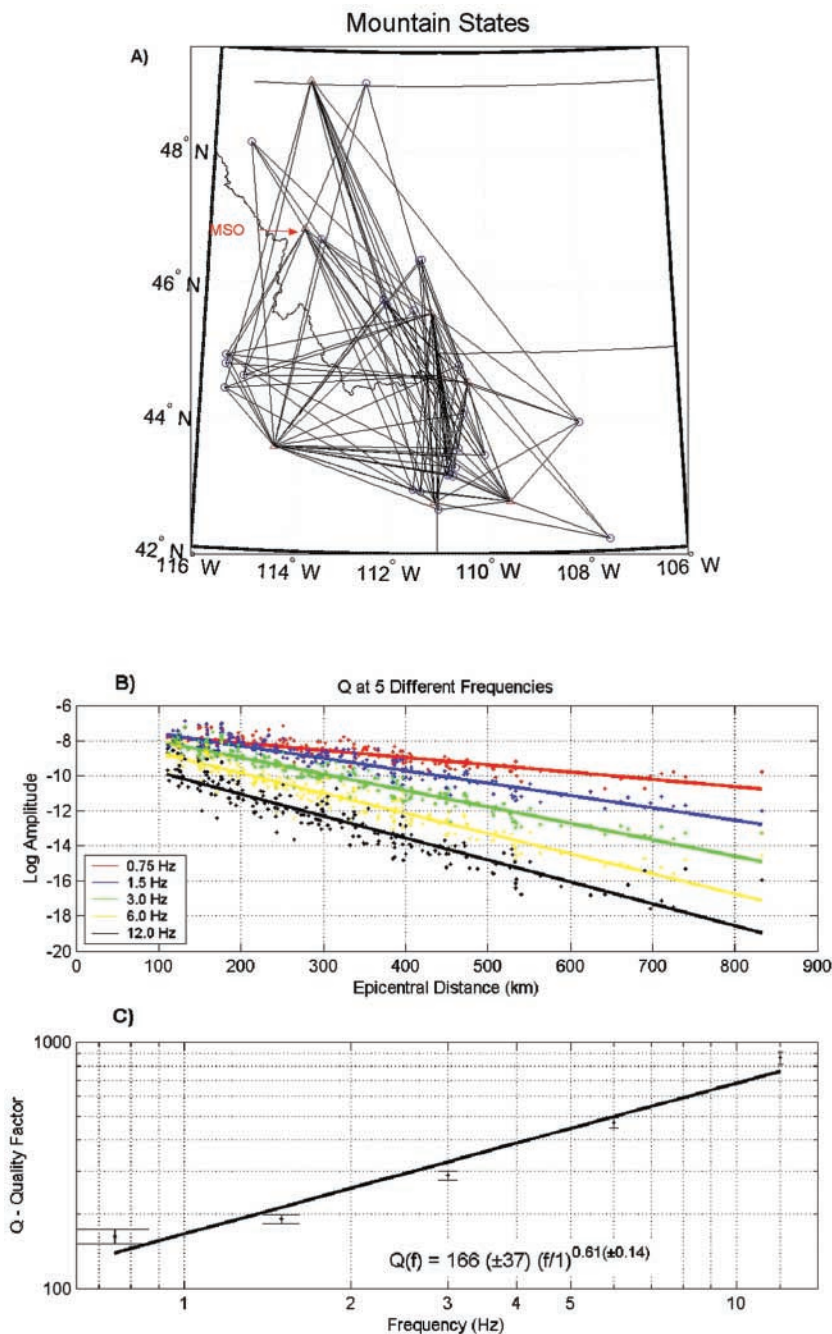 Mountain States
A)
48° N
MSO
46° N
44° N
42° N
116° W
114° W
112° W
110° W
108° W
106° W
B)
Q at 5 Different Frequencies
-6
-8
-10
-12
-14
-16
-18
-20
Log Amplitude
0.75 Hz
1.5 Hz
3.0 Hz
6.0 Hz
12.0 Hz
0 100 200 300 400 500 600 700 800 900
Epicentral Distance (km)
C)
1000
Q - Quality Factor
100
Q(f) = 166 (±37) (f/1)^0.61(±0.14)
1 2 3 4 5 10
Frequency (Hz)